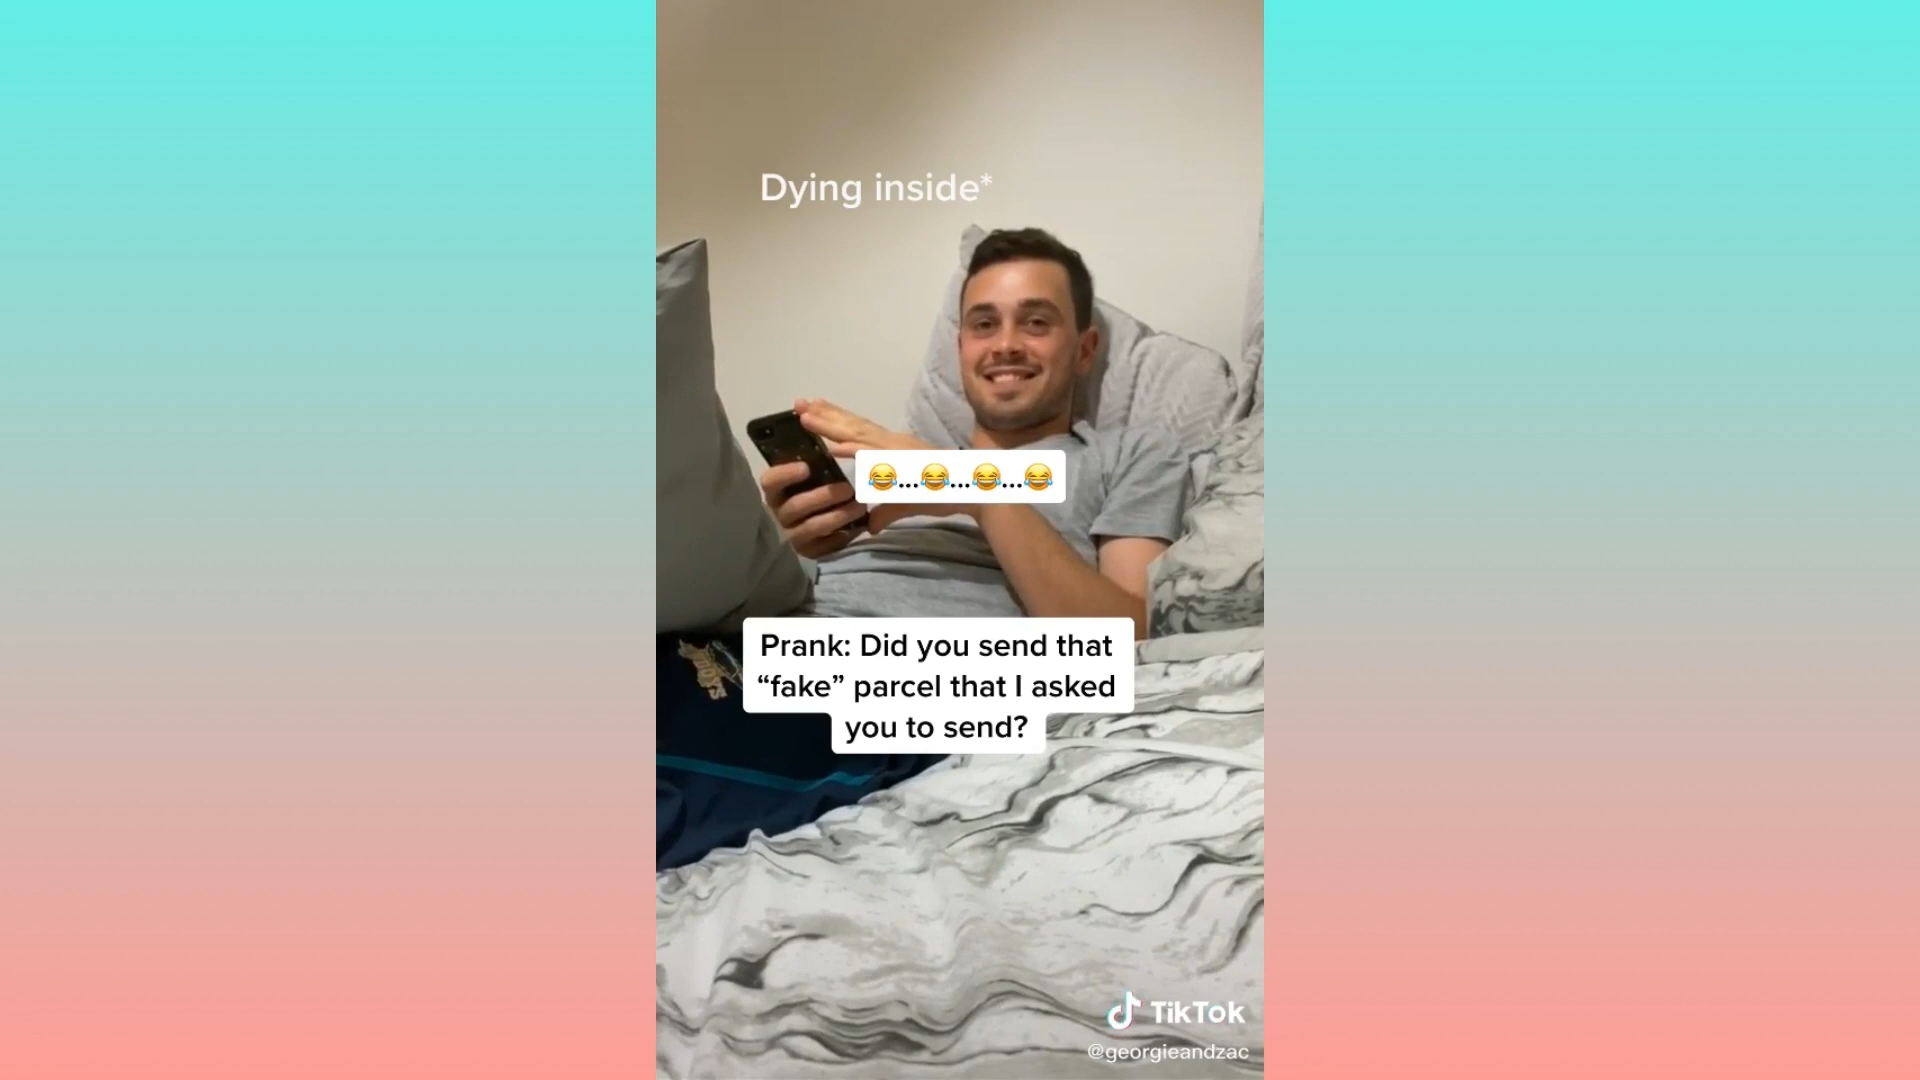 Dying inside*
😂...😂...😂...😂
Prank: Did you send that
“fake” parcel that I asked
you to send?
TikTok
@georgieandzac